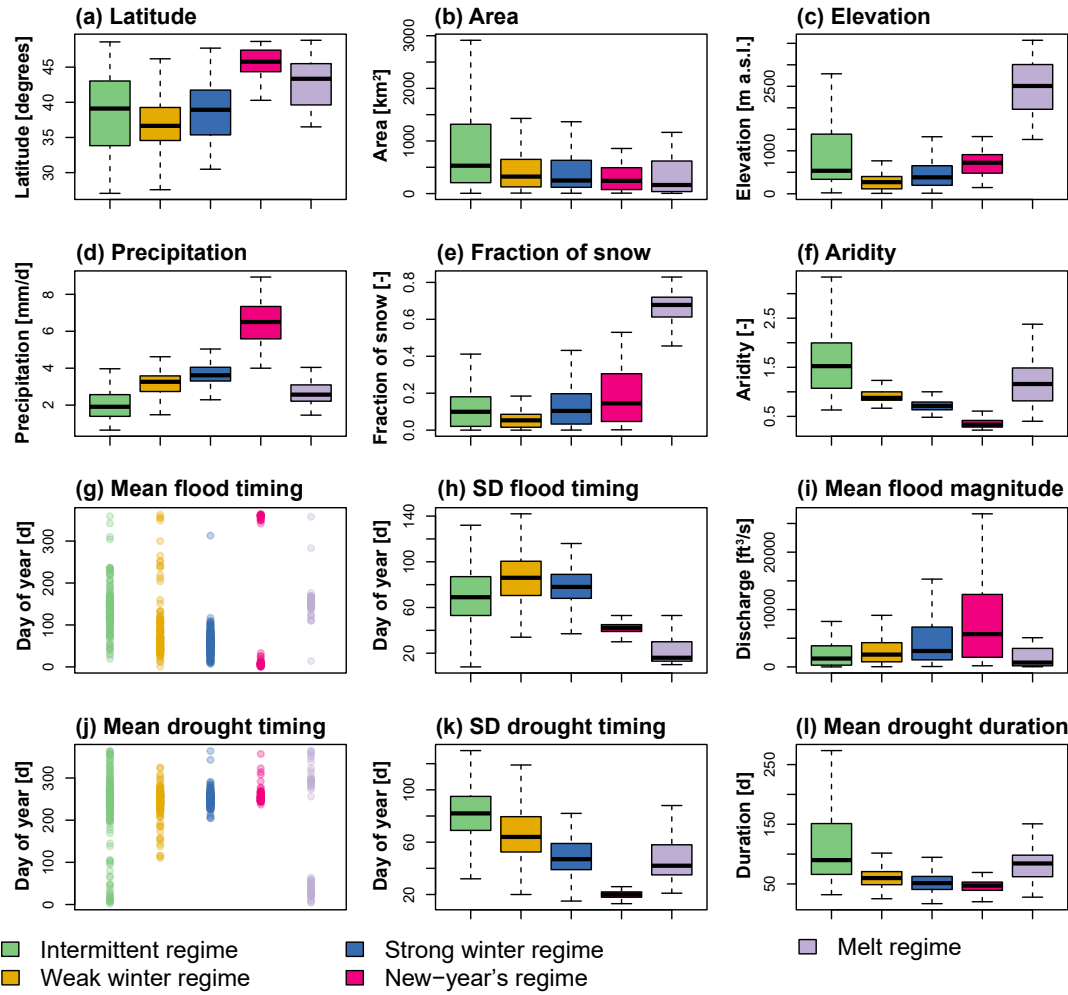 (a) Latitude
(b) Area
(c) Elevation
Latitude [degrees]
30
35
40
45
Area [km²]
0
500
1000
2000
3000
Elevation [m a.s.l.]
0
1000
2500
(d) Precipitation
(e) Fraction of snow
(f) Aridity
Precipitation [mm/d]
2
4
6
8
Fraction of snow [-]
0.0
0.2
0.4
0.6
0.8
Aridity [-]
0.5
1.5
2.5
(g) Mean flood timing
(h) SD flood timing
(i) Mean flood magnitude
Day of year [d]
0
100
200
300
Day of year [d]
20
60
100
140
Discharge [ft³/s]
0
10000
20000
(j) Mean drought timing
(k) SD drought timing
(l) Mean drought duration
Day of year [d]
0
100
200
300
Day of year [d]
20
60
100
Duration [d]
50
150
250
Intermittent regime
Strong winter regime
Melt regime
Weak winter regime
New−year's regime